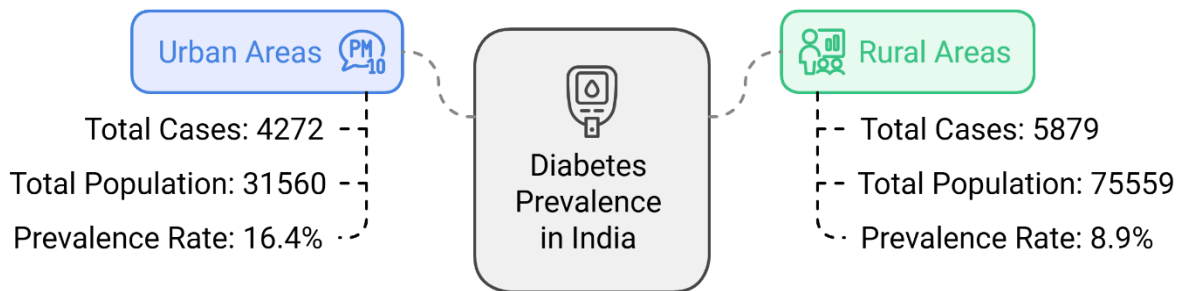 Urban Areas
PM
10
Total Cases: 4272
Total Population: 31560
Prevalence Rate: 16.4%
Diabetes
Prevalence
in India
Rural Areas
Total Cases: 5879
Total Population: 75559
Prevalence Rate: 8.9%